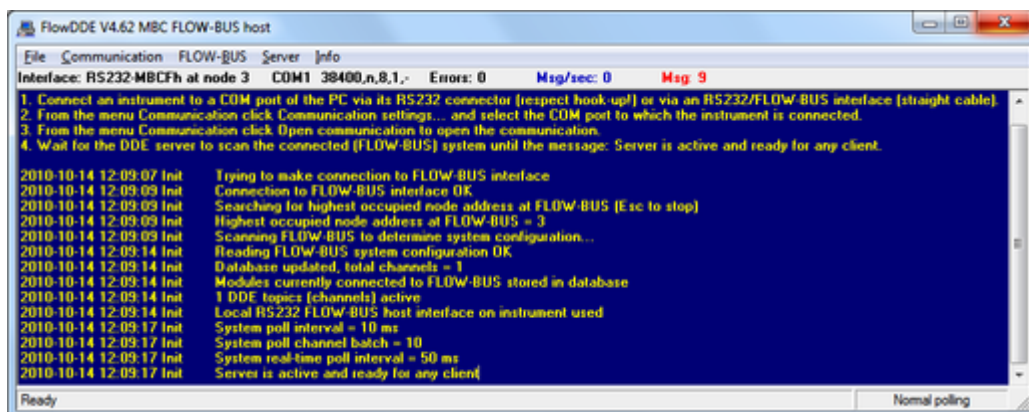 FlowDDE V4.62 MBC FLOW-BUS host
File Communication FLOW-BUS Server Info
Interface: RS232-MBCFh at node 3 COM1 38400,n,8,1,- Errors: 0 Msg/sec: 0 Msg: 9
1. Connect an instrument to a COM port of the PC via its RS232 connector (respect hook-up!) or via an RS232/FLOW-BUS interface (straight cable).
2. From the menu Communication click Communication settings... and select the COM port to which the instrument is connected.
3. From the menu Communication click Open communication to open the communication.
4. Wait for the DDE server to scan the connected (FLOW-BUS) system until the message: Server is active and ready for any client.
2010-10-14 12:09:07 Init Trying to make connection to FLOW-BUS interface
2010-10-14 12:09:09 Init Connection to FLOW-BUS interface OK
2010-10-14 12:09:09 Init Searching for highest occupied node address at FLOW-BUS (Esc to stop)
2010-10-14 12:09:09 Init Highest occupied node address at FLOW-BUS = 3
2010-10-14 12:09:09 Init Scanning FLOW-BUS to determine system configuration...
2010-10-14 12:09:14 Init Reading FLOW-BUS system configuration OK
2010-10-14 12:09:14 Init Database updated, total channels = 1
2010-10-14 12:09:14 Init Modules currently connected to FLOW-BUS stored in database
2010-10-14 12:09:14 Init 1 DDE topics (channels) active
2010-10-14 12:09:14 Init Local RS232 FLOW-BUS host interface on instrument used
2010-10-14 12:09:17 Init System poll interval = 10 ms
2010-10-14 12:09:17 Init System poll channel batch = 10
2010-10-14 12:09:17 Init System real-time poll interval = 50 ms
2010-10-14 12:09:17 Init Server is active and ready for any client
Ready Normal polling